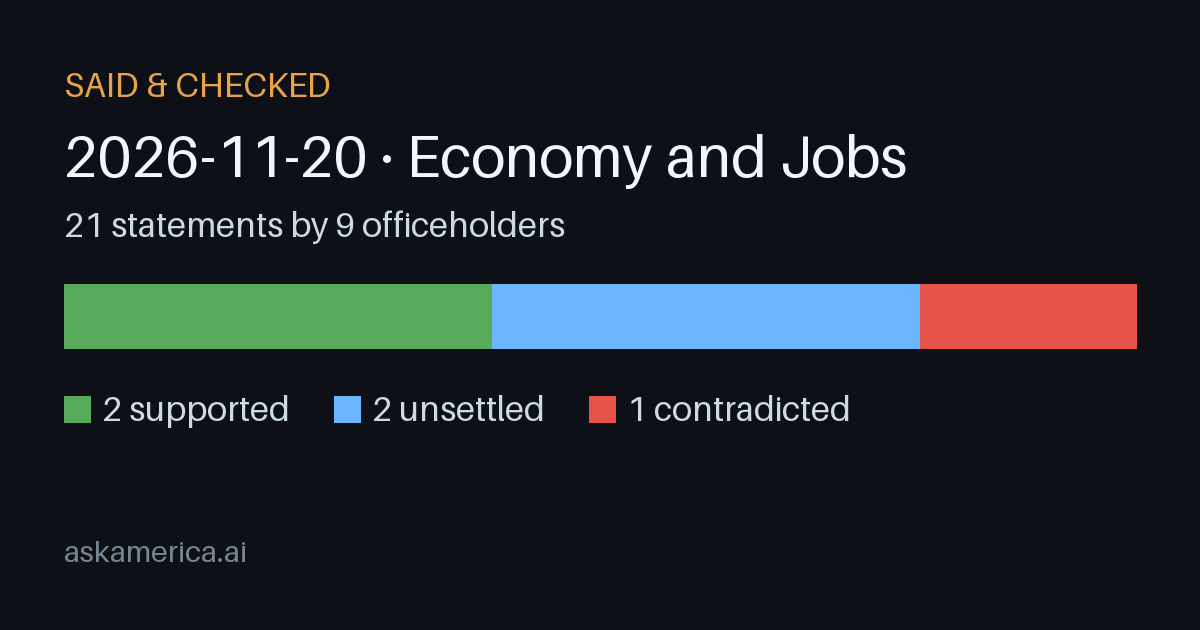 SAID & CHECKED
2026-11-20 · Economy and Jobs
21 statements by 9 officeholders
2 supported 2 unsettled 1 contradicted
askamerica.ai